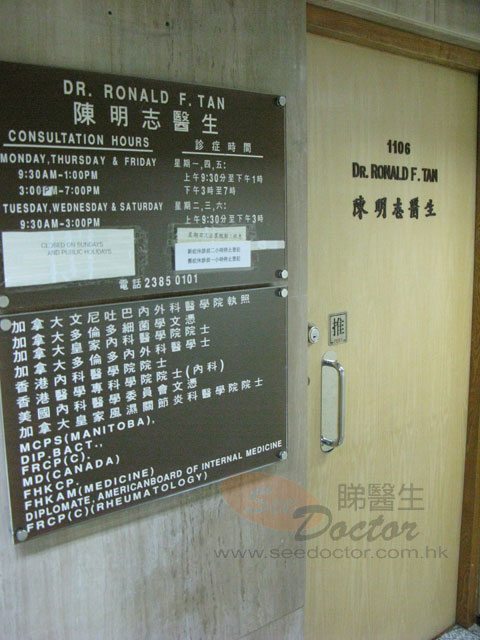 DR. RONALD F. TAN
陳明志醫生
CONSULTATION HOURS 診症時間
MONDAY, THURSDAY & FRIDAY 星期一,四,五:
9:30AM-1:00PM 上午9時30分至下午1時
3:00PM-7:00PM 下午3時至7時
TUESDAY, WEDNESDAY & SATURDAY 星期二,三,六:
9:30AM-3:00PM 上午9時30分至下午3時
CLOSED ON SUNDAYS
AND PUBLIC HOLIDAYS
電話 2385 0101
加拿大文尼吐巴內外科醫學院執照
加拿大多倫多細菌學文憑
加拿大皇家內科醫學院院士
加拿大多倫多內外科醫學士
香港內科醫學院院士
香港醫學專科學院院士(內科)
美國內科醫學委員會文憑
加拿大皇家風濕關節炎科醫學院院士
MCPS(MANITOBA).
DIP.BACT.,
FRCP(C).
MD(CANADA)
FHKCP.
FHKAM(MEDICINE)
DIPLOMATE, AMERICANBOARD OF INTERNAL MEDICINE
FRCP(C)(RHEUMATOLOGY)
1106
DR. RONALD F. TAN
陳明志醫生
推
See 睇醫生
Doctor
www.seedoctor.com.hk